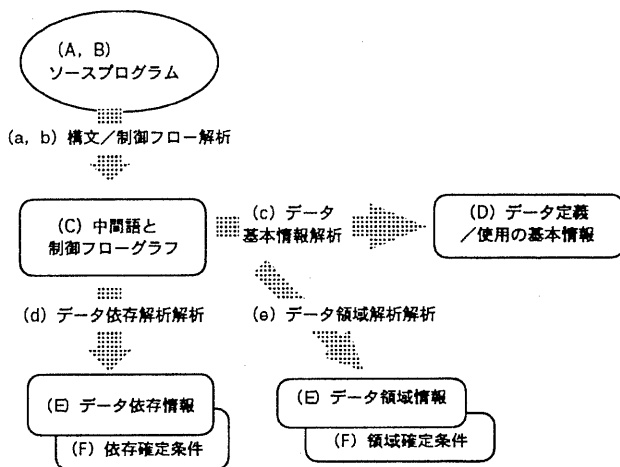 (A, B)
ソースプログラム
(a, b) 構文／制御フロー解析
(C) 中間語と
制御フローグラフ
(c) データ
基本情報解析
(D) データ定義
／使用の基本情報
(d) データ依存解析解析
(e) データ領域解析解析
(E) データ依存情報
(F) 依存確定条件
(E) データ領域情報
(F) 領域確定条件